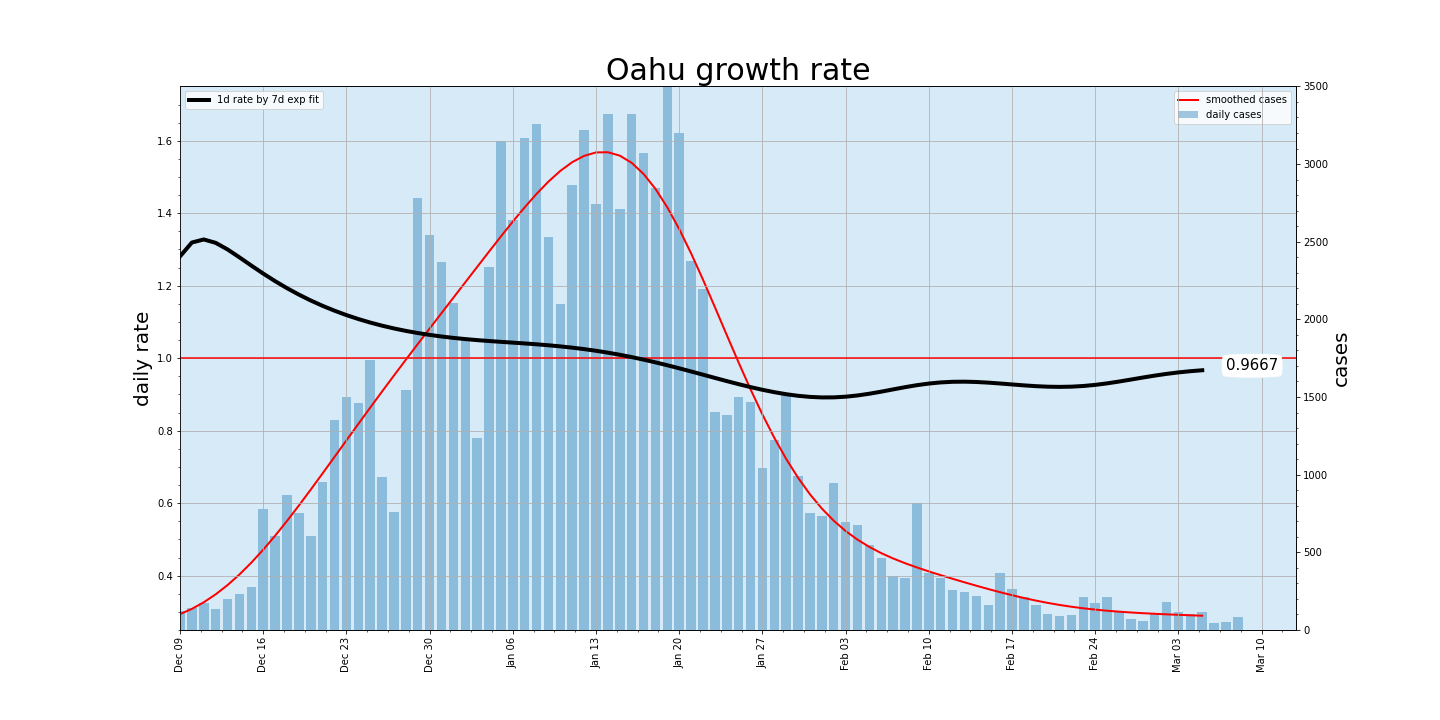 Oahu growth rate
1d rate by 7d exp fit
smoothed cases
daily cases
daily rate
1.6
1.4
1.2
1.0
0.8
0.6
0.4
3500
3000
2500
2000
1500
1000
500
0
cases
0.9667
Dec 09
Dec 16
Dec 23
Dec 30
Jan 06
Jan 13
Jan 20
Jan 27
Feb 03
Feb 10
Feb 17
Feb 24
Mar 03
Mar 10